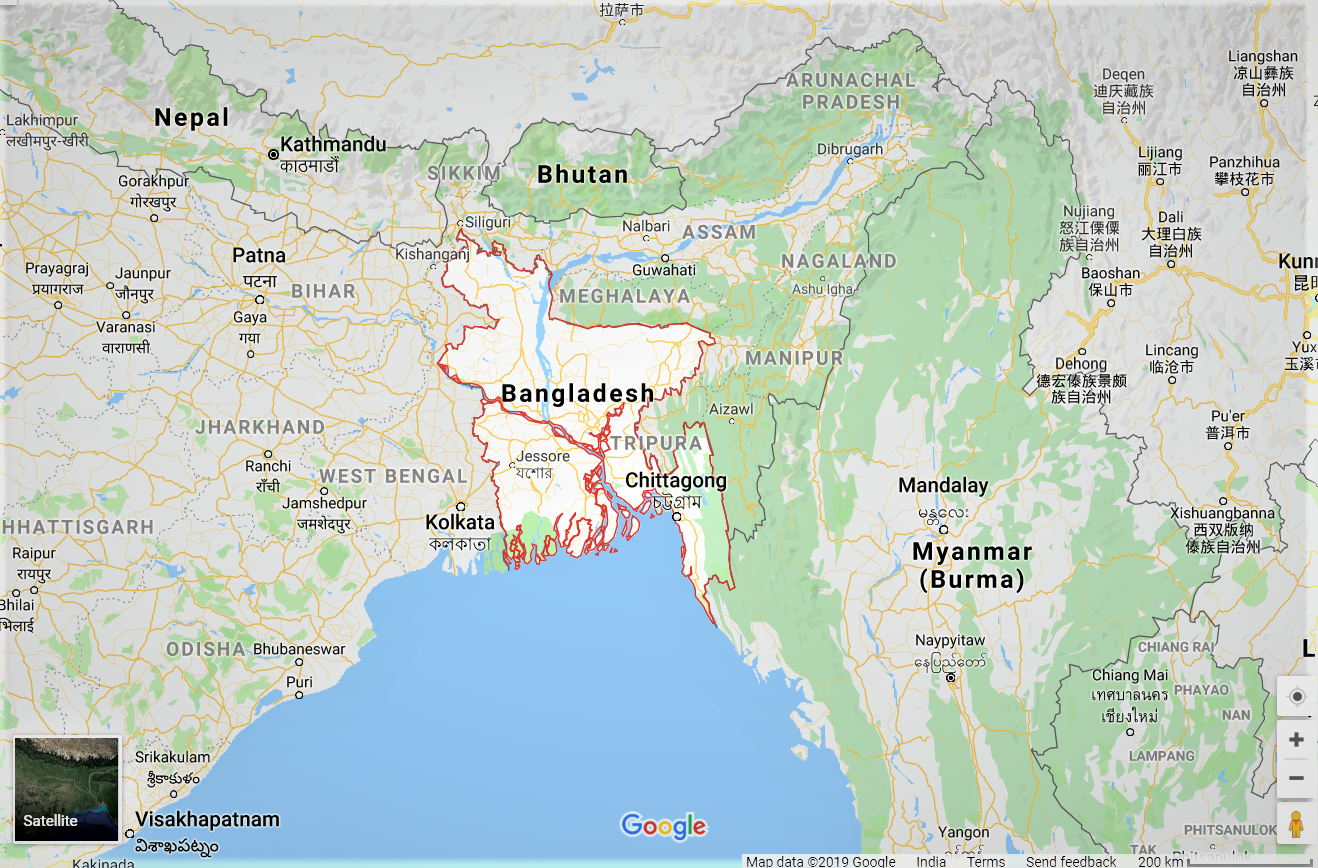 拉萨市
Liangshan
凉山彝族
自治州
Deqen
迪庆藏族
自治州
ARUNACHAL
PRADESH
Nepal
Lakhimpur
लखीमपुर-खीरी
Kathmandu
काठमाडौं
Dibrugarh
Lijiang
丽江市
Panzhihua
攀枝花市
SIKKIM
Bhutan
Gorakhpur
गोरखपुर
Siliguri
Nalbari
ASSAM
Nujiang
怒江傈僳
族自治州
Dali
大理白族
自治州
Patna
पटना
Kishanganj
Guwahati
NAGALAND
Ashu lgha
Baoshan
保山市
Kunn
Prayagraj
प्रयागराज
Jaunpur
जौनपुर
BIHAR
MEGHALAYA
Varanasi
वाराणसी
Gaya
गया
MANIPUR
Dehong
德宏傣族景颇
族自治州
Lincang
临沧市
Yux
玉溪市
Bangladesh
Aizawl
Pu'er
普洱市
JHARKHAND
TRIPURA
Ranchi
राँची
WEST BENGAL
Jessore
যশোর
Chittagong
চট্টগ্রাম
Mandalay
မန္တလေး
Jamshedpur
जमशेदपुर
Kolkata
কলকাতা
HHATTISGARH
Xishuangbanna
西双版纳
傣族自治州
Raipur
रायपुर
Myanmar
(Burma)
Bhilai
भिलाई
ODISHA
Bhubaneswar
Puri
Naypyitaw
နေပြည်တော်
CHIANG RAI
L
Chiang Mai
เทศบาลนคร
เชียงใหม่
PHAYAO
NAN
LAMPANG
Srikakulam
శ్రీకాకుళం
Satellite
Visakhapatnam
విశాఖపట్నం
Google
Yangon
PHITSANULOK
TAK
Kakinada
Map data ©2019 Google India Terms Send feedback 200 km